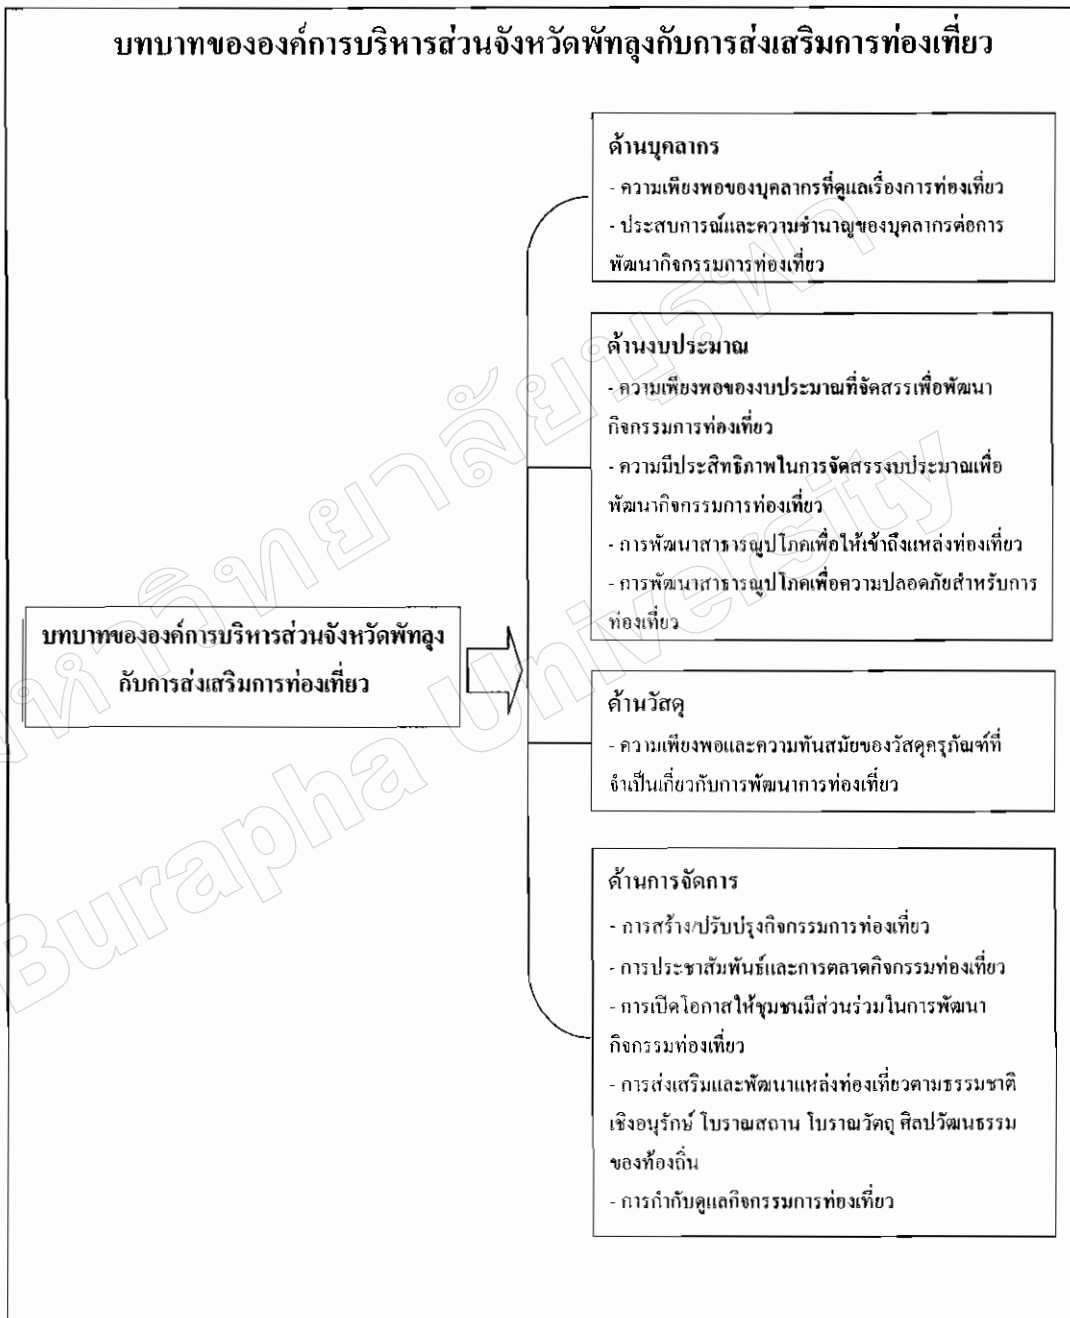 บทบาทขององค์การบริหารส่วนจังหวัดพัทลุงกับการส่งเสริมการท่องเที่ยว
ด้านบุคลากร
- ความเพียงพอของบุคลากรที่ดูแลเรื่องการท่องเที่ยว
- ประสบการณ์และความชำนาญของบุคลากรต่อการ
พัฒนากิจกรรมการท่องเที่ยว
ด้านงบประมาณ
- ความเพียงพอของงบประมาณที่จัดสรรเพื่อพัฒนา
กิจกรรมการท่องเที่ยว
- ความมีประสิทธิภาพในการจัดสรรงบประมาณเพื่อ
พัฒนากิจกรรมการท่องเที่ยว
- การพัฒนาสาธารณูปโภคเพื่อให้เข้าถึงแหล่งท่องเที่ยว
- การพัฒนาสาธารณูปโภคเพื่อความปลอดภัยสำหรับการ
ท่องเที่ยว
บทบาทขององค์การบริหารส่วนจังหวัดพัทลุง
กับการส่งเสริมการท่องเที่ยว
ด้านวัสดุ
- ความเพียงพอและความทันสมัยของวัสดุครุภัณฑ์ที่
จำเป็นเกี่ยวกับการพัฒนาการท่องเที่ยว
ด้านการจัดการ
- การสร้าง/ปรับปรุงกิจกรรมการท่องเที่ยว
- การประชาสัมพันธ์และการตลาดกิจกรรมท่องเที่ยว
- การเปิดโอกาสให้ชุมชนมีส่วนร่วมในการพัฒนา
กิจกรรมท่องเที่ยว
- การส่งเสริมและพัฒนาแหล่งท่องเที่ยวตามธรรมชาติ
เชิงอนุรักษ์ โบราณสถาน โบราณวัตถุ ศิลปวัฒนธรรม
ของท้องถิ่น
- การกำกับดูแลกิจกรรมการท่องเที่ยว
มหาวิทยาลัยบูรพา
Burapha University